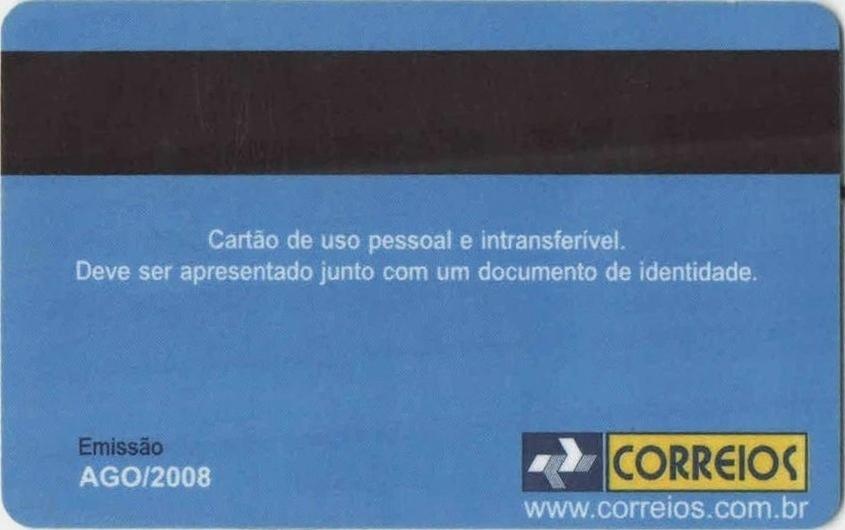 Cartão de uso pessoal e intransferível.
Deve ser apresentado junto com um documento de identidade.
Emissão
AGO/2008
CORREIOS
www.correios.com.br